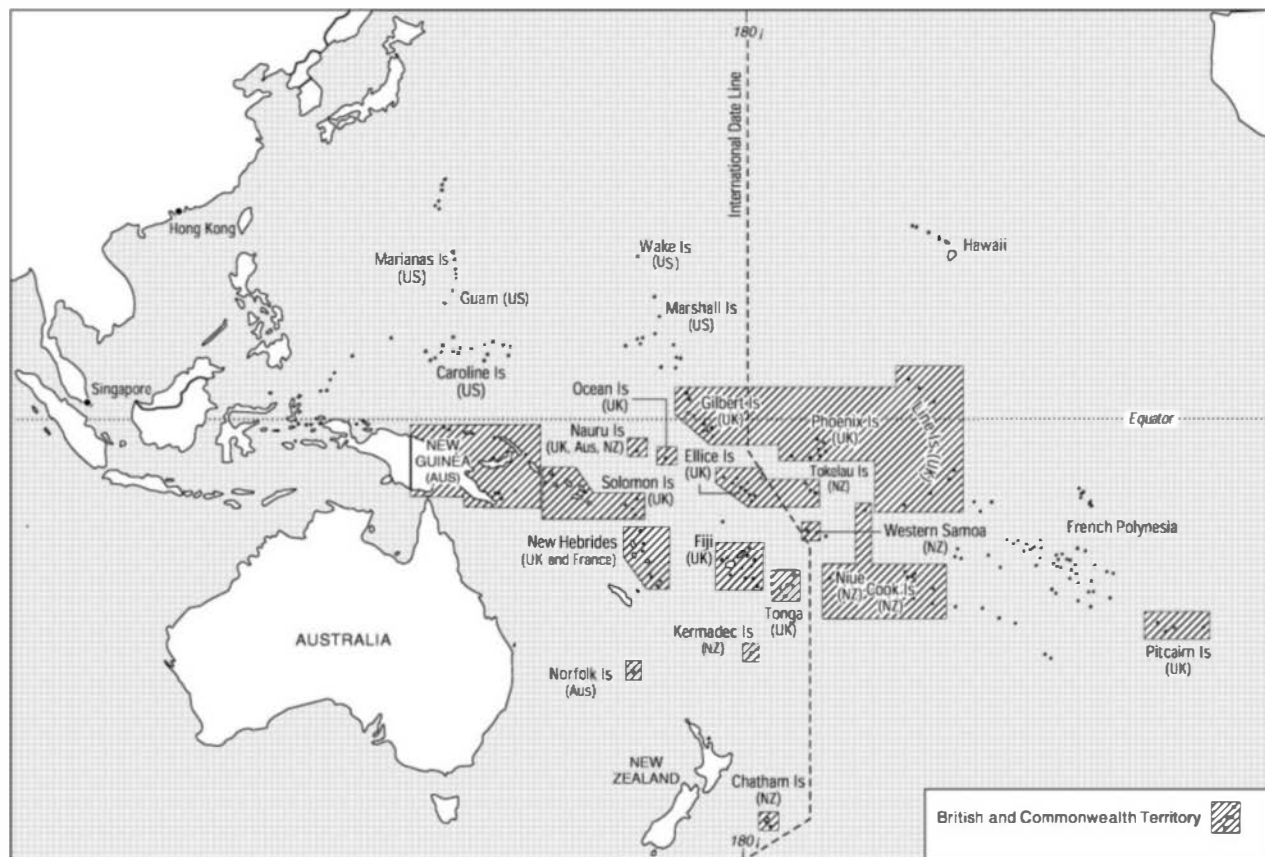 180j
International Date Line
Hong Kong
Hawaii
Wake Is
(US)
Marianas Is
(US)
Guam (US)
Marshall Is
(US)
Caroline Is
(US)
Singapore
Ocean Is
(UK)
Gilbert Is
(UK)
Phoenix Is
(UK)
Line Is (UK)
Equator
Nauru Is
(UK, Aus, NZ)
NEW
GUINEA
(AUS)
Ellice Is
(UK)
Tokelau Is
(NZ)
Solomon Is
(UK)
French Polynesia
Western Samoa
(NZ)
New Hebrides
(UK and France)
Fiji
(UK)
Niue
(NZ)
Cook Is
(NZ)
Tonga
(UK)
AUSTRALIA
Kermadec Is
(NZ)
Pitcairn Is
(UK)
Norfolk Is
(Aus)
NEW
ZEALAND
Chatham Is
(NZ)
180j
British and Commonwealth Territory